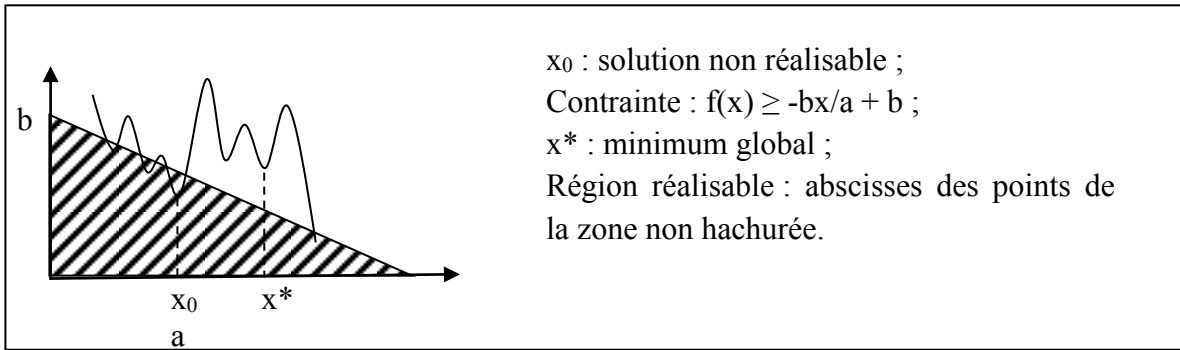 b
x₀ x*
a
x₀ : solution non réalisable ;
Contrainte : f(x) ≥ -bx/a + b ;
x* : minimum global ;
Région réalisable : abscisses des points de
la zone non hachurée.